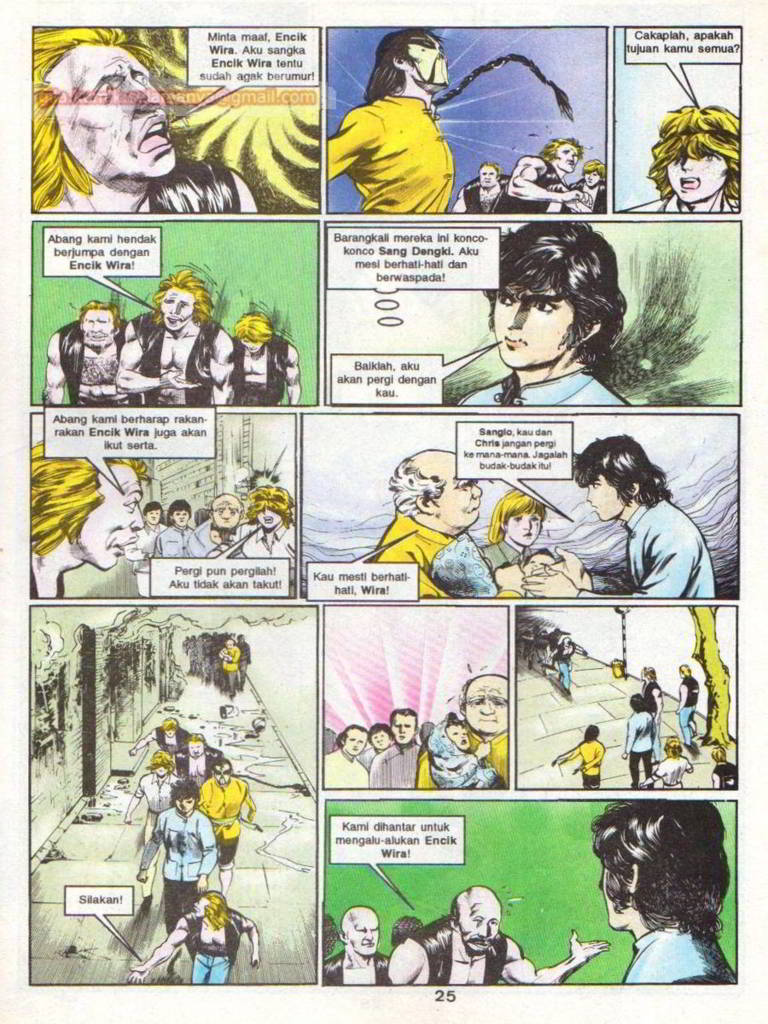 Minta maaf, Encik
Wira. Aku sangka
Encik Wira tentu
sudah agak berumur!
Cakaplah, apakah
tujuan kamu semua?
Abang kami hendak
berjumpa dengan
Encik Wira!
Barangkali mereka ini konco-
konco Sang Dengki. Aku
mesi berhati-hati dan
berwaspada!
Baiklah, aku
akan pergi dengan
kau.
Abang kami berharap rakan-
rakan Encik Wira juga akan
ikut serta.
Pergi pun pergilah!
Aku tidak akan takut!
Sanglo, kau dan
Chris jangan pergi
ke mana-mana. Jagalah
budak-budak itu!
Kau mesti berhati-
hati, Wira!
Silakan!
Kami dihantar untuk
mengalu-alukan Encik
Wira!
25